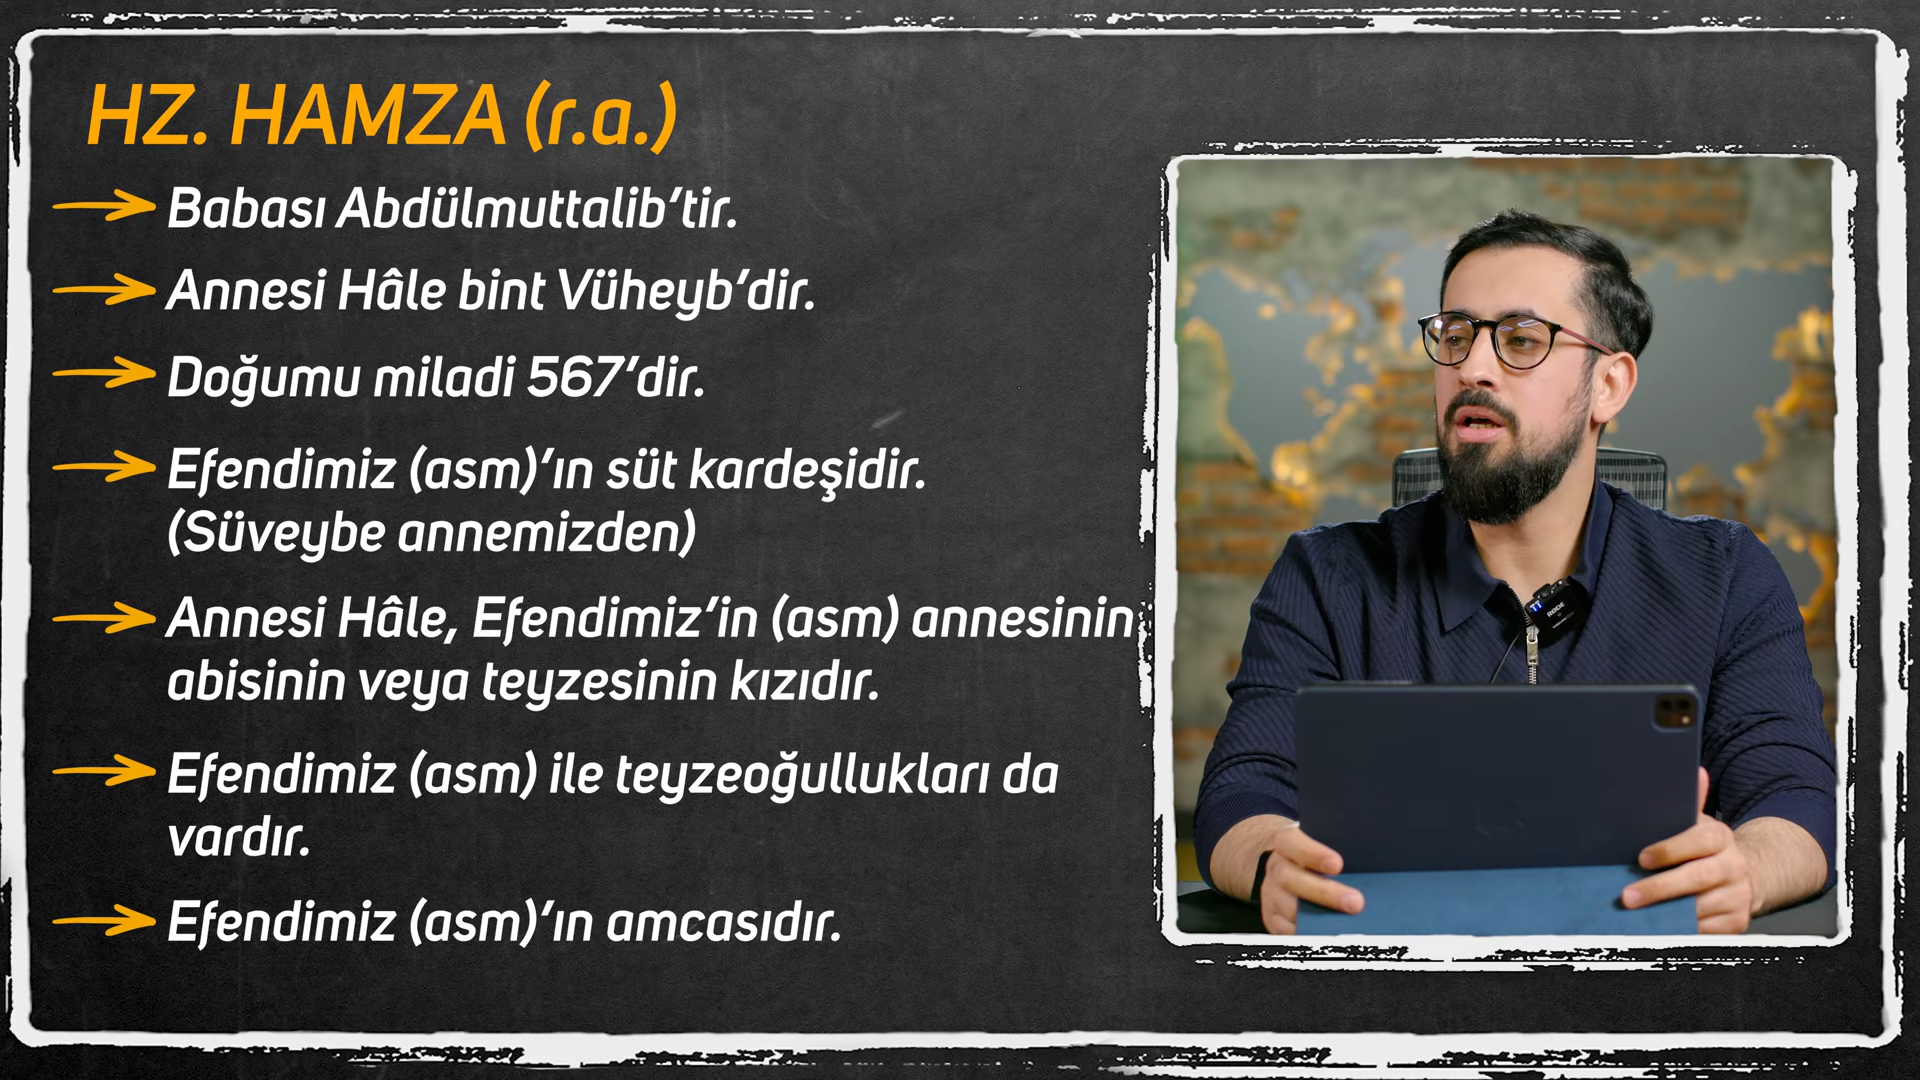 HZ. HAMZA (r.a.)
Babası Abdülmuttalib'tir.
Annesi Hâle bint Vüheyb'dir.
Doğumu miladi 567'dir.
Efendimiz (asm)'ın süt kardeşidir.
(Süveybe annemizden)
Annesi Hâle, Efendimiz'in (asm) annesinin
abisinin veya teyzesinin kızıdır.
Efendimiz (asm) ile teyzeoğullukları da
vardır.
Efendimiz (asm)'ın amcasıdır.
RØDE